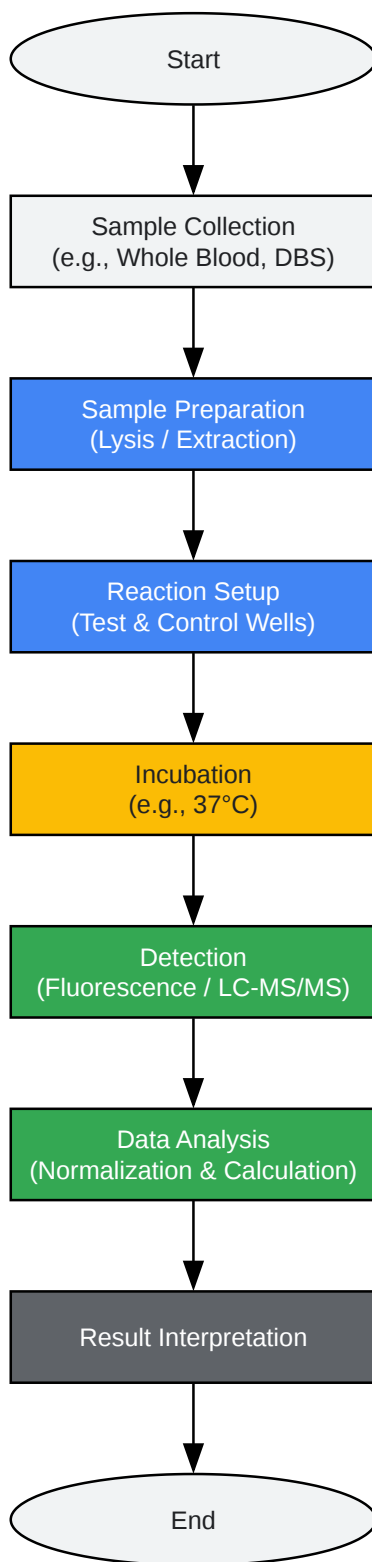 Start
Sample Collection
(e.g., Whole Blood, DBS)
Sample Preparation
(Lysis / Extraction)
Reaction Setup
(Test & Control Wells)
Incubation
(e.g., 37°C)
Detection
(Fluorescence / LC-MS/MS)
Data Analysis
(Normalization & Calculation)
Result Interpretation
End